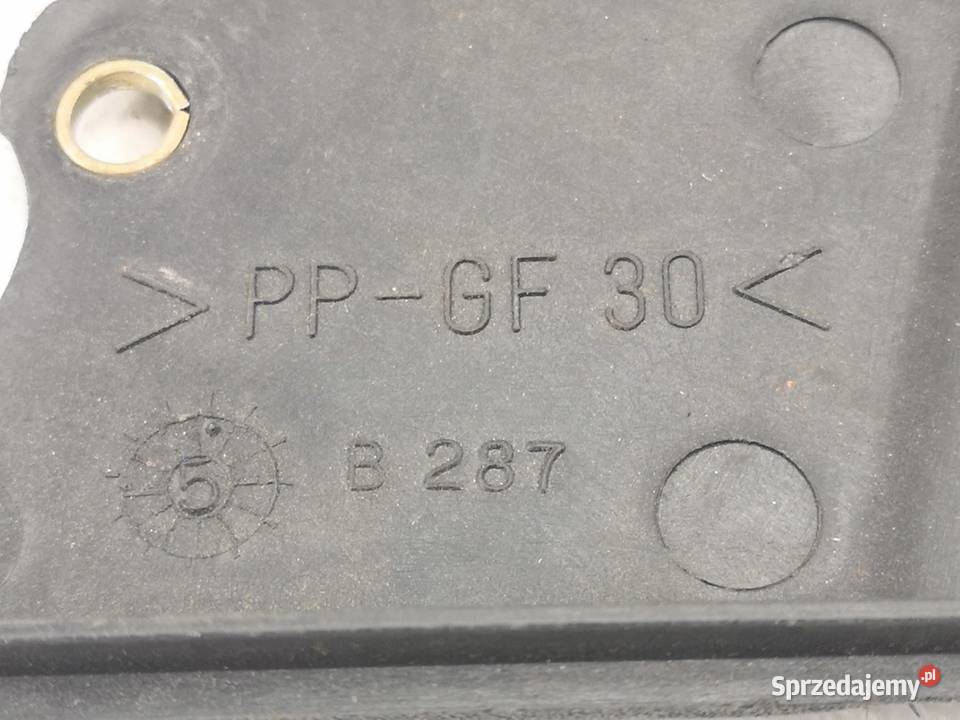 >PP-GF 30<
5 B 287
Sprzedajemy.pl